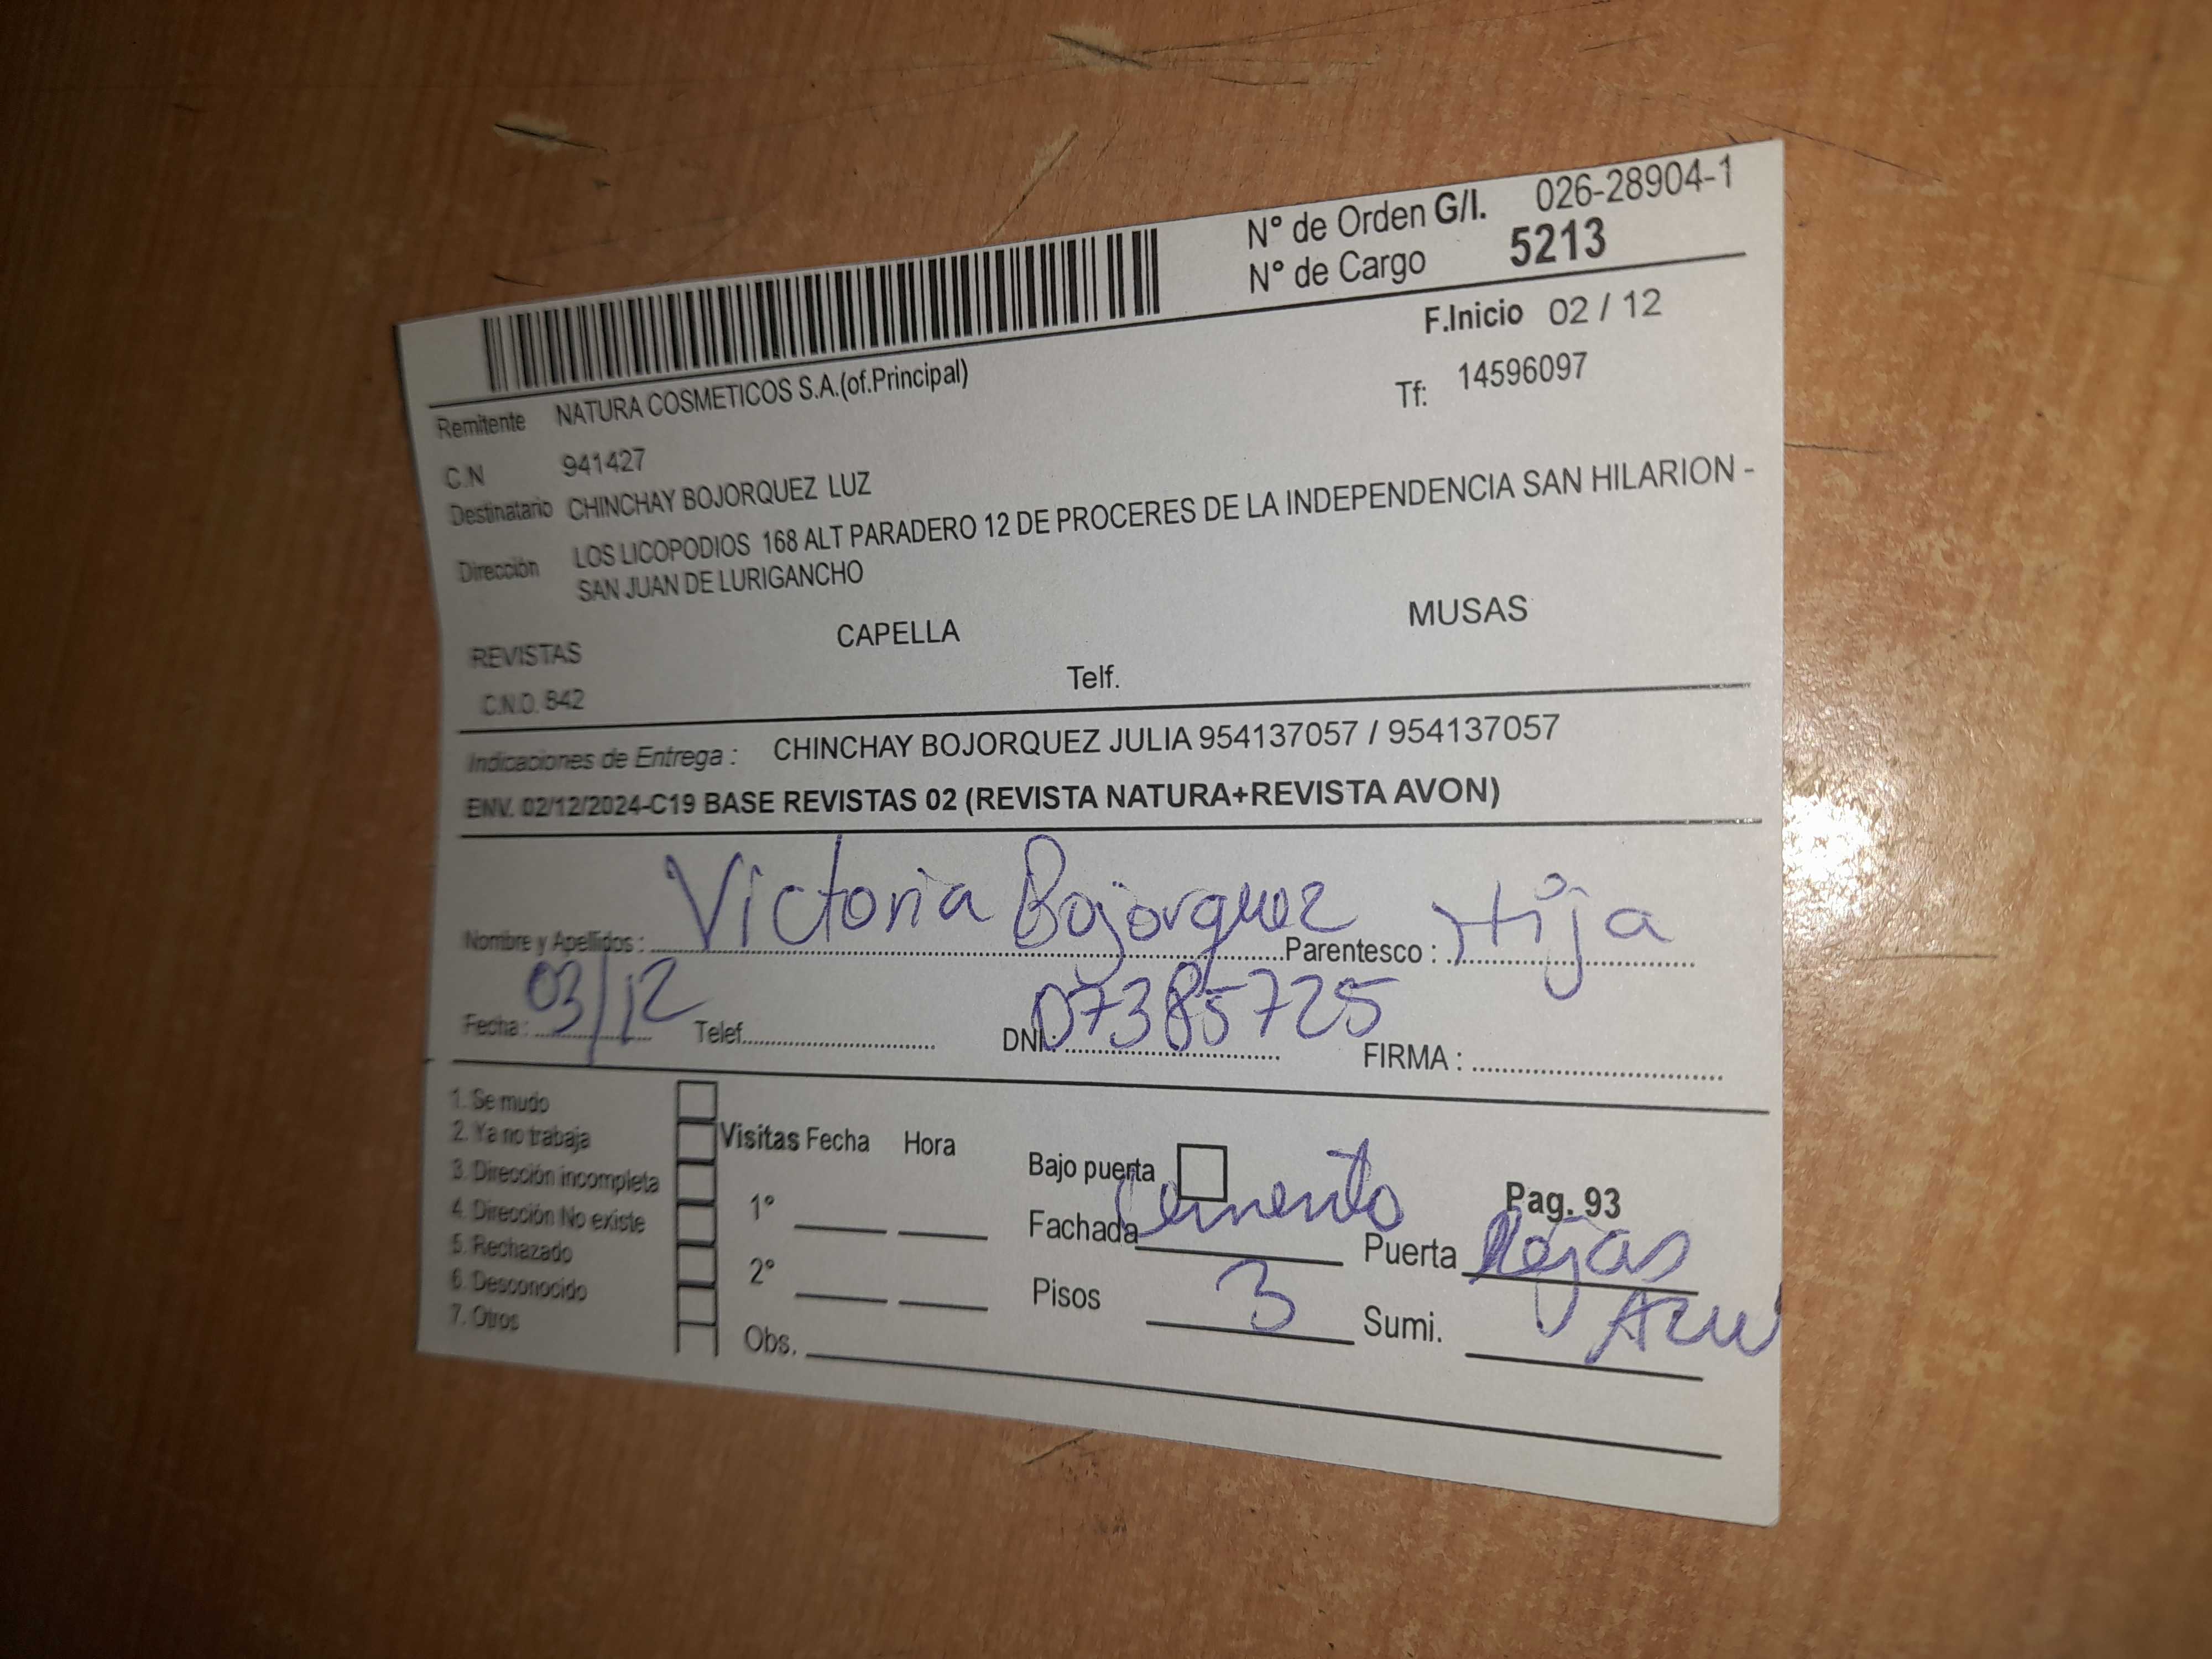 N° de Orden G/I. 026-28904-1
N° de Cargo 5213
F.Inicio 02 / 12
Remitente NATURA COSMETICOS S.A.(of.Principal)
Tf: 14596097
C.N 941427
Destinatario CHINCHAY BOJORQUEZ LUZ
Dirección LOS LICOPODIOS 168 ALT PARADERO 12 DE PROCERES DE LA INDEPENDENCIA SAN HILARION -
SAN JUAN DE LURIGANCHO
REVISTAS CAPELLA MUSAS
C.N.O. 842 Telf.
Indicaciones de Entrega : CHINCHAY BOJORQUEZ JULIA 954137057 / 954137057
ENV. 02/12/2024-C19 BASE REVISTAS 02 (REVISTA NATURA+REVISTA AVON)
Nombre y Apellidos : Victoria Bojorquez Parentesco : Hija
Fecha : 03/12 Telef. DNI.: 07385725 FIRMA :
1. Se mudo
2. Ya no trabaja
3. Dirección incompleta
4. Dirección No existe
5. Rechazado
6. Desconocido
7. Otros
Visitas Fecha Hora
1°
2°
Obs.
Bajo puerta Pag. 93
Fachada Cemento Puerta Rejas
Pisos 3 Sumi.